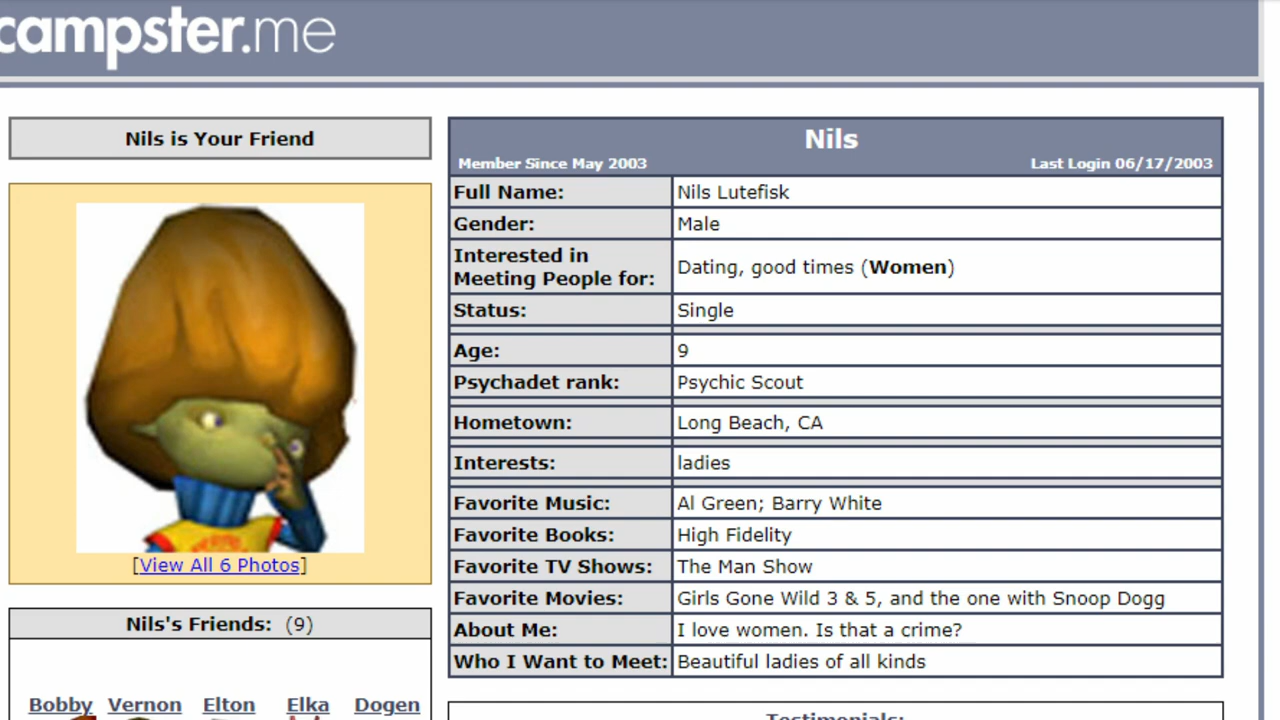 campster.me
Nils is Your Friend
[View All 6 Photos]
Nils's Friends: (9)
Bobby Vernon Elton Elka Dogen
Nils
Member Since May 2003 Last Login 06/17/2003
Full Name: Nils Lutefisk
Gender: Male
Interested in
Meeting People for: Dating, good times (Women)
Status: Single
Age: 9
Psychadet rank: Psychic Scout
Hometown: Long Beach, CA
Interests: ladies
Favorite Music: Al Green; Barry White
Favorite Books: High Fidelity
Favorite TV Shows: The Man Show
Favorite Movies: Girls Gone Wild 3 & 5, and the one with Snoop Dogg
About Me: I love women. Is that a crime?
Who I Want to Meet: Beautiful ladies of all kinds
Testimonials: